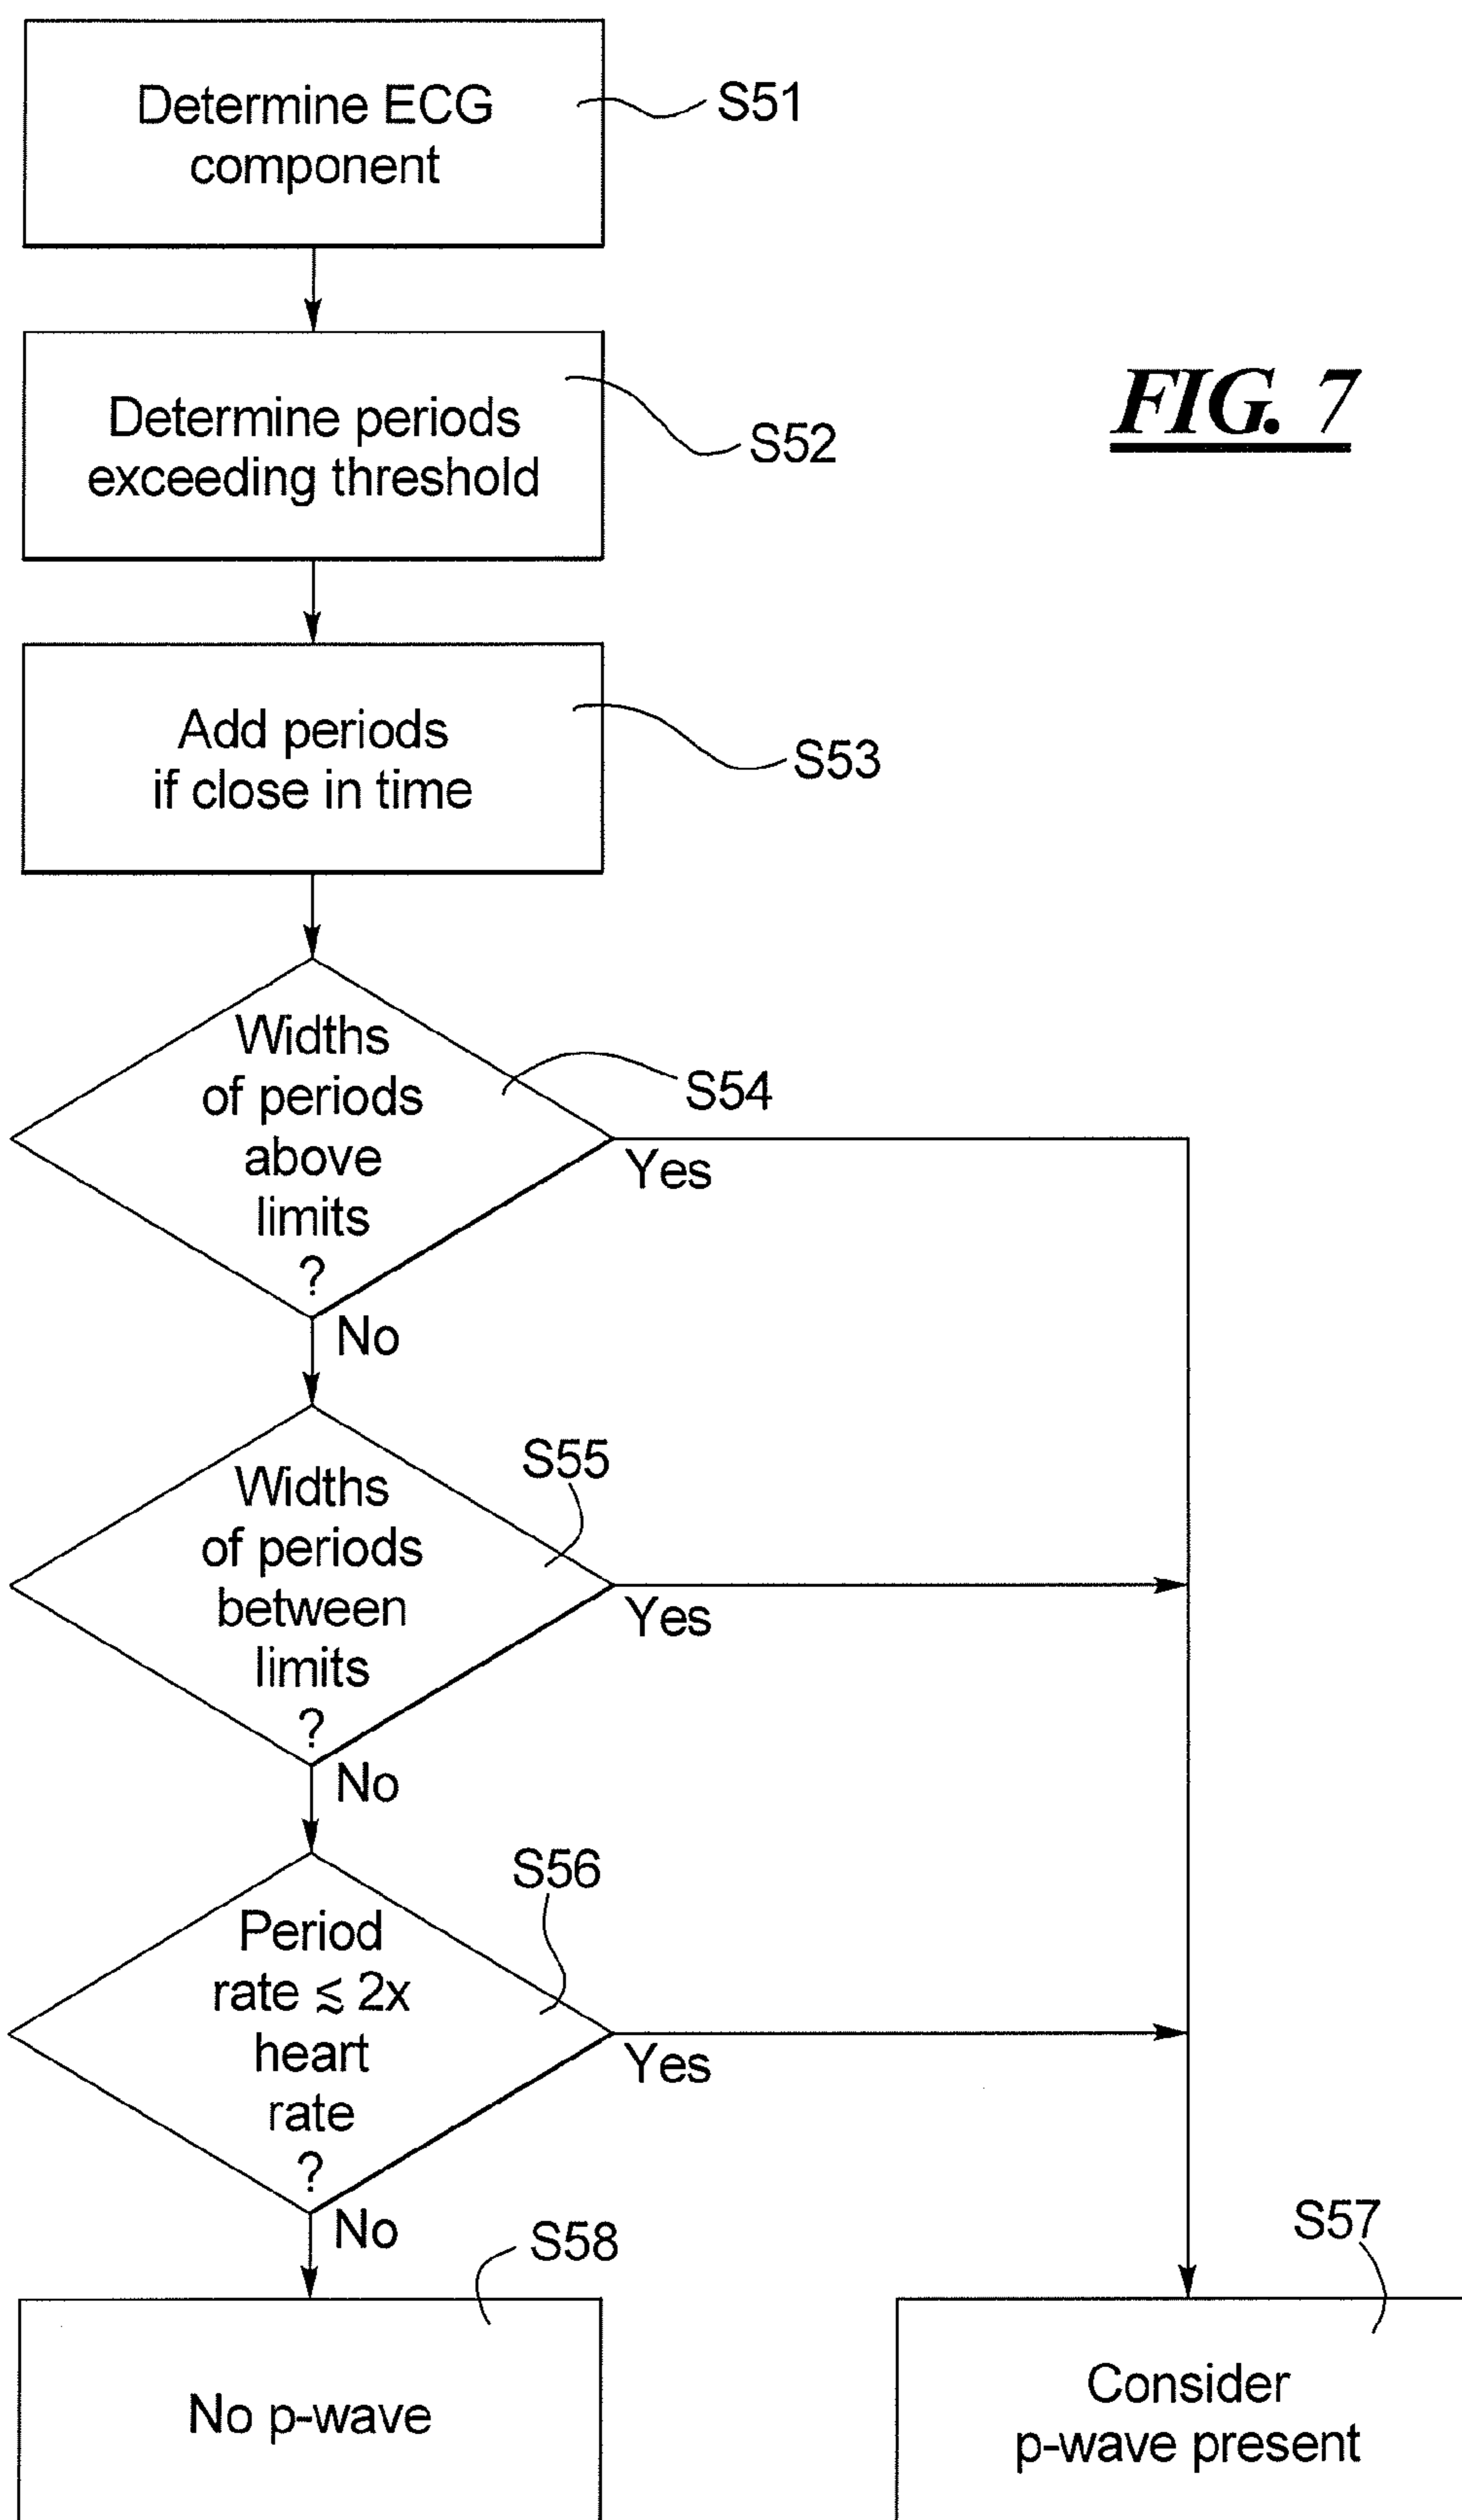 Determine ECG
component
S51
FIG. 7
Determine periods
exceeding threshold
S52
Add periods
if close in time
S53
Widths
of periods
above
limits
?
S54
Yes
No
Widths
of periods
between
limits
?
S55
Yes
No
Period
rate ≲ 2x
heart
rate
?
S56
Yes
No
S58
No p-wave
S57
Consider
p-wave present